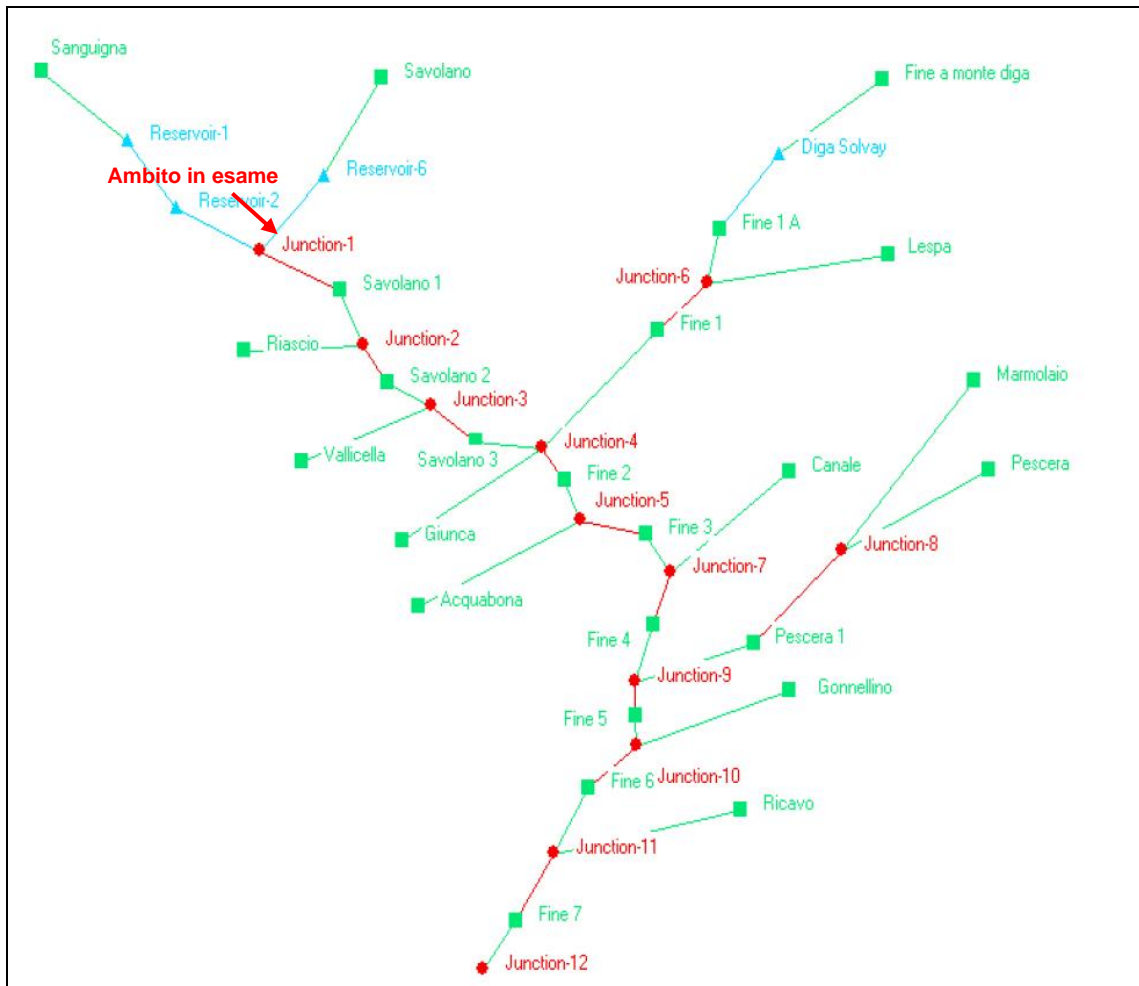 Sanguigna
Savolano
Fine a monte diga
Reservoir-1
Diga Solvay
Ambito in esame
Reservoir-6
Reservoir-2
Fine 1 A
Junction-1
Lespa
Junction-6
Savolano 1
Fine 1
Junction-2
Riascio
Savolano 2
Marmolaio
Junction-3
Junction-4
Vallicella
Savolano 3
Canale
Pescera
Fine 2
Junction-5
Giunca
Fine 3
Junction-8
Junction-7
Acquabona
Fine 4
Pescera 1
Junction-9
Gonnellino
Fine 5
Fine 6
Junction-10
Ricavo
Junction-11
Fine 7
Junction-12